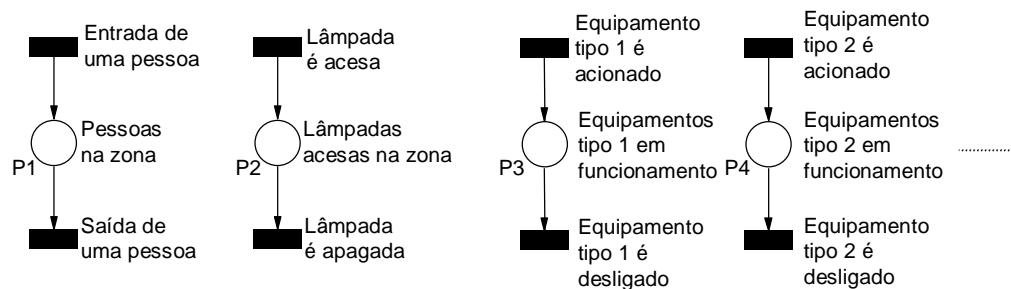 Entrada de
uma pessoa
Pessoas
na zona
P1
Saída de
uma pessoa
Lâmpada
é acesa
Lâmpadas
acesas na zona
P2
Lâmpada
é apagada
Equipamento
tipo 1 é
acionado
Equipamentos
tipo 1 em
funcionamento
P3
Equipamento
tipo 1 é
desligado
Equipamento
tipo 2 é
acionado
Equipamentos
tipo 2 em
funcionamento
P4
Equipamento
tipo 2 é
desligado